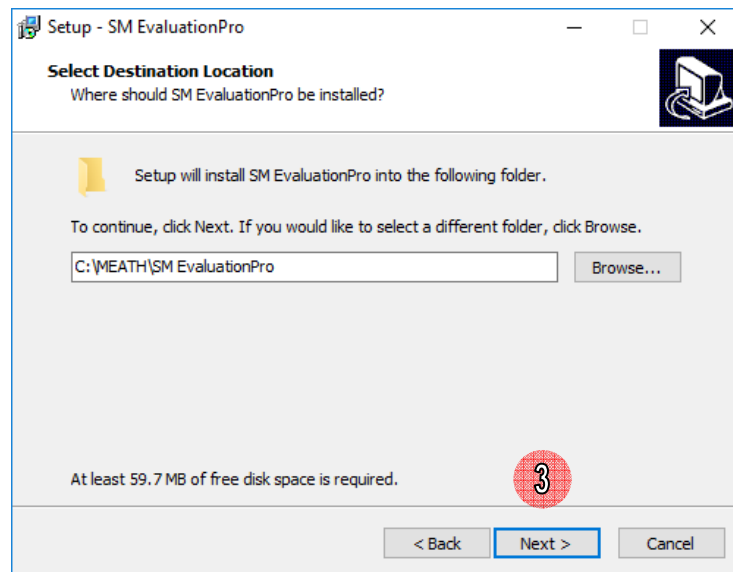 Setup - SM EvaluationPro
Select Destination Location
Where should SM EvaluationPro be installed?
Setup will install SM EvaluationPro into the following folder.
To continue, click Next. If you would like to select a different folder, click Browse.
C:\MEATH\SM EvaluationPro
Browse...
At least 59.7 MB of free disk space is required.
3
< Back Next > Cancel